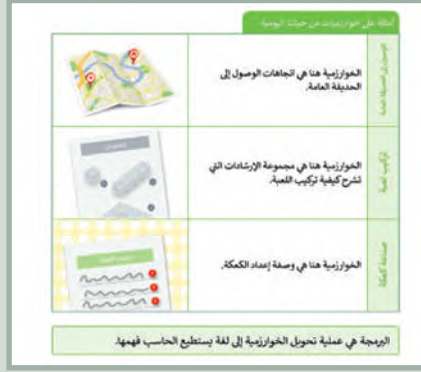 أمثلة على خوارزميات من حياتنا اليومية
الوصول إلى الحديقة العامة
الخوارزمية هنا هي اتجاهات الوصول إلى
الحديقة العامة.
تركيب لعبة
الخوارزمية هنا هي مجموعة الإرشادات التي
تشرح كيفية تركيب اللعبة.
صناعة كعكة
الخوارزمية هنا هي وصفة إعداد الكعكة.
البرمجة هي عملية تحويل الخوارزمية إلى لغة يستطيع الحاسب فهمها.